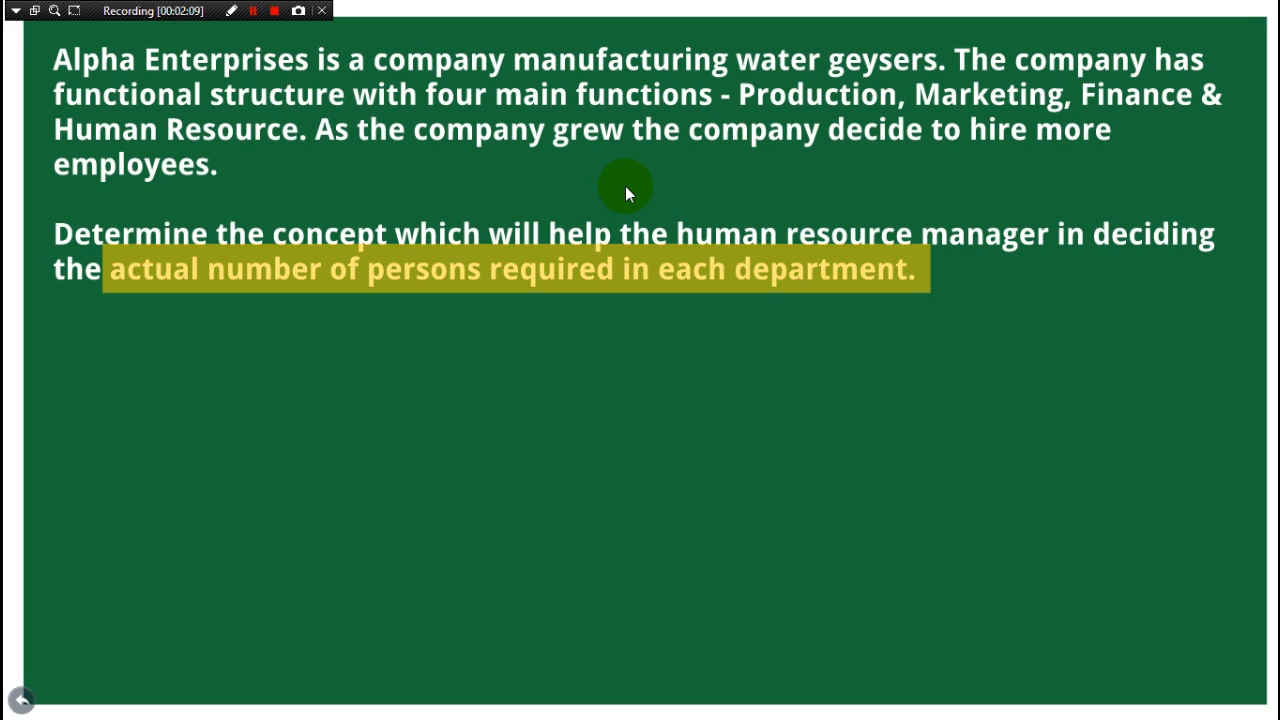 Recording [00:02:09]
Alpha Enterprises is a company manufacturing water geysers. The company has
functional structure with four main functions - Production, Marketing, Finance &
Human Resource. As the company grew the company decide to hire more
employees.
Determine the concept which will help the human resource manager in deciding
the actual number of persons required in each department.